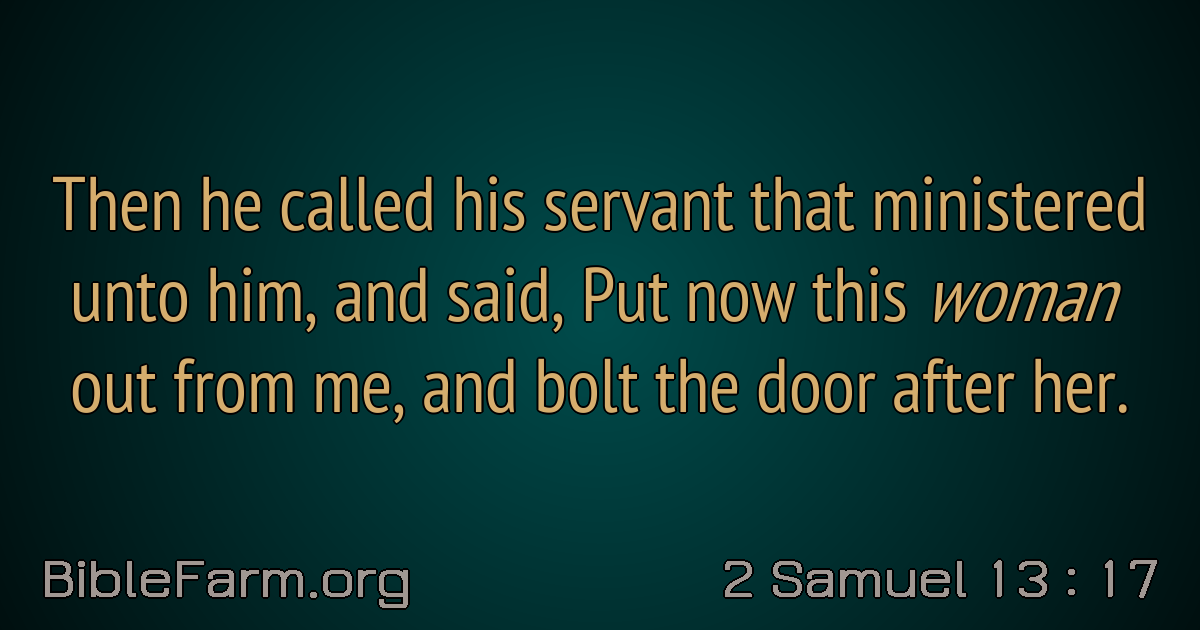 Then he called his servant that ministered
unto him, and said, Put now this woman
out from me, and bolt the door after her.
BibleFarm.org
2 Samuel 13 : 17